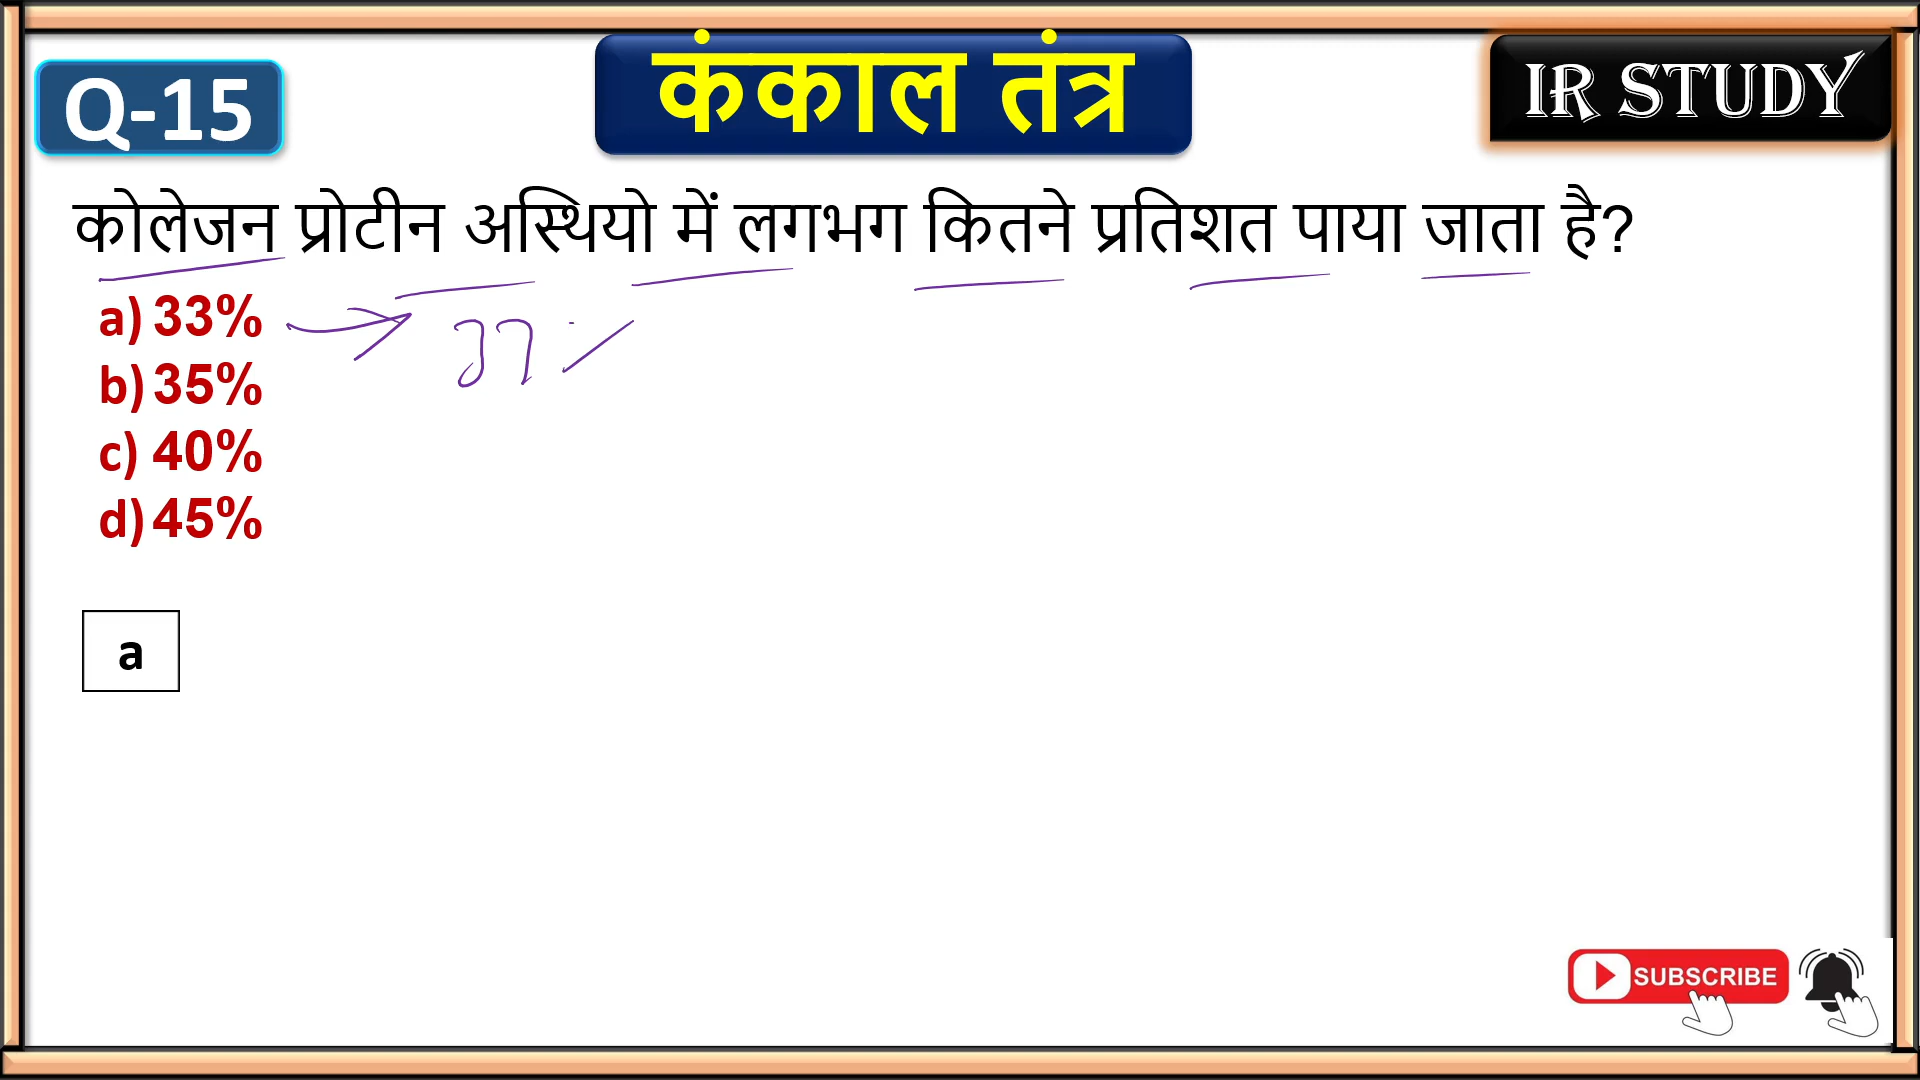 Q-15
कंकाल तंत्र
IR STUDY
कोलेजन प्रोटीन अस्थियो में लगभग कितने प्रतिशत पाया जाता है?
a) 33%
b) 35%
c) 40%
d) 45%
a
SUBSCRIBE